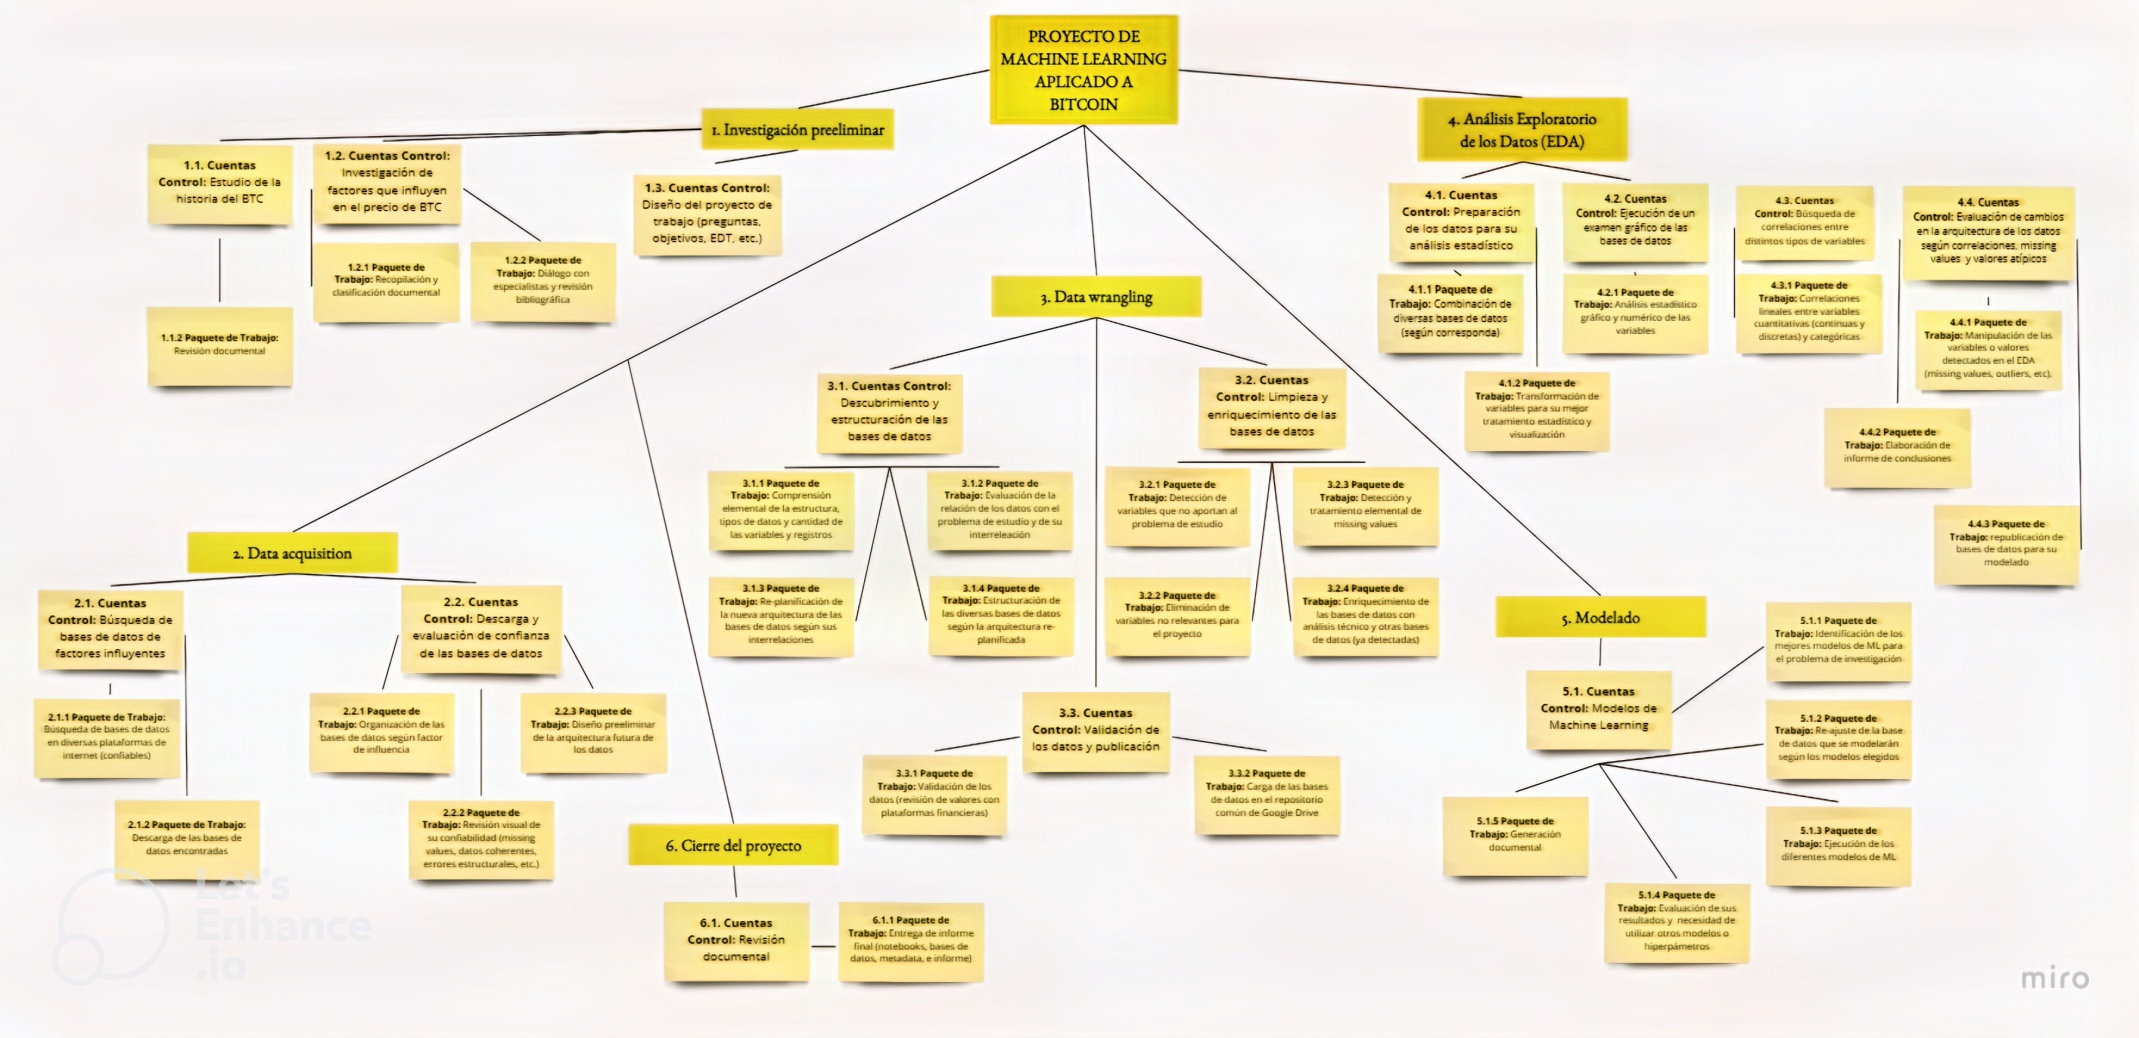 PROYECTO DE
MACHINE LEARNING
APLICADO A
BITCOIN
1. Investigación preeliminar
1.1. Cuentas
Control: Estudio de la
historia del BTC
1.1.2 Paquete de Trabajo:
Revisión documental
1.2. Cuentas Control:
Investigación de
factores que influyen
en el precio de BTC
1.2.1 Paquete de
Trabajo: Recopilación y
clasificación documental
1.2.2 Paquete de
Trabajo: Diálogo con
especialistas y revisión
bibliográfica
1.3. Cuentas Control:
Diseño del proyecto de
trabajo (preguntas,
objetivos, EDT, etc.)
2. Data acquisition
2.1. Cuentas
Control: Búsqueda de
bases de datos de
factores influyentes
2.1.1 Paquete de Trabajo:
Búsqueda de bases de datos
en diversas plataformas de
internet (confiables)
2.1.2 Paquete de Trabajo:
Descarga de las bases de
datos encontradas
2.2. Cuentas
Control: Descarga y
evaluación de confianza
de las bases de datos
2.2.1 Paquete de
Trabajo: Organización de las
bases de datos según factor
de influencia
2.2.2 Paquete de
Trabajo: Revisión visual de
su confiabilidad (missing
values, datos coherentes,
errores estructurales, etc.)
2.2.3 Paquete de
Trabajo: Diseño preeliminar
de la arquitectura futura de
los datos
3. Data wrangling
3.1. Cuentas Control:
Descubrimiento y
estructuración de las
bases de datos
3.1.1 Paquete de
Trabajo: Comprensión
elemental de la estructura,
tipos de datos y cantidad de
las variables y registros
3.1.2 Paquete de
Trabajo: Evaluación de la
relación de los datos con el
problema de estudio y de su
interreleación
3.1.3 Paquete de
Trabajo: Re-planificación de
la nueva arquitectura de las
bases de datos según sus
interrelaciones
3.1.4 Paquete de
Trabajo: Estructuración de
las diversas bases de datos
según la arquitectura re-
planificada
3.2. Cuentas
Control: Limpieza y
enriquecimiento de las
bases de datos
3.2.1 Paquete de
Trabajo: Detección de
variables que no aportan al
problema de estudio
3.2.3 Paquete de
Trabajo: Detección y
tratamiento elemental de
missing values
3.2.2 Paquete de
Trabajo: Eliminación de
variables no relevantes para
el proyecto
3.2.4 Paquete de
Trabajo: Enriquecimiento de
las bases de datos con
análisis técnico y otras bases
de datos (ya detectadas)
3.3. Cuentas
Control: Validación de
los datos y publicación
3.3.1 Paquete de
Trabajo: Validación de los
datos (revisión de valores con
plataformas financieras)
3.3.2 Paquete de
Trabajo: Carga de las bases
de datos en el repositorio
común de Google Drive
4. Análisis Exploratorio
de los Datos (EDA)
4.1. Cuentas
Control: Preparación
de los datos para su
análisis estadístico
4.1.1 Paquete de
Trabajo: Combinación de
diversas bases de datos
(según corresponda)
4.1.2 Paquete de
Trabajo: Transformación de
variables para su mejor
tratamiento estadístico y
visualización
4.2. Cuentas
Control: Ejecución de un
examen gráfico de las
bases de datos
4.2.1 Paquete de
Trabajo: Análisis estadístico
gráfico y numérico de las
variables
4.3. Cuentas
Control: Búsqueda de
correlaciones entre
distintos tipos de variables
4.3.1 Paquete de
Trabajo: Correlaciones
lineales entre variables
cuantitativas (continuas y
discretas) y categóricas
4.4. Cuentas
Control: Evaluación de cambios
en la arquitectura de los datos
según correlaciones, missing
values y valores atípicos
4.4.1 Paquete de
Trabajo: Manipulación de las
variables o valores
detectados en el EDA
(missing values, outliers, etc).
4.4.2 Paquete de
Trabajo: Elaboración de
informe de conclusiones
4.4.3 Paquete de
Trabajo: republicación de
bases de datos para su
modelado
5. Modelado
5.1. Cuentas
Control: Modelos de
Machine Learning
5.1.1 Paquete de
Trabajo: Identificación de los
mejores modelos de ML para
el problema de investigación
5.1.2 Paquete de
Trabajo: Re-ajuste de la base
de datos que se modelarán
según los modelos elegidos
5.1.3 Paquete de
Trabajo: Ejecución de los
diferentes modelos de ML
5.1.4 Paquete de
Trabajo: Evaluación de sus
resultados y necesidad de
utilizar otros modelos o
hiperpámetros
5.1.5 Paquete de
Trabajo: Generación
documental
6. Cierre del proyecto
6.1. Cuentas
Control: Revisión
documental
6.1.1 Paquete de
Trabajo: Entrega de informe
final (notebooks, bases de
datos, metadata, e informe)
Let's
Enhance
.io
miro